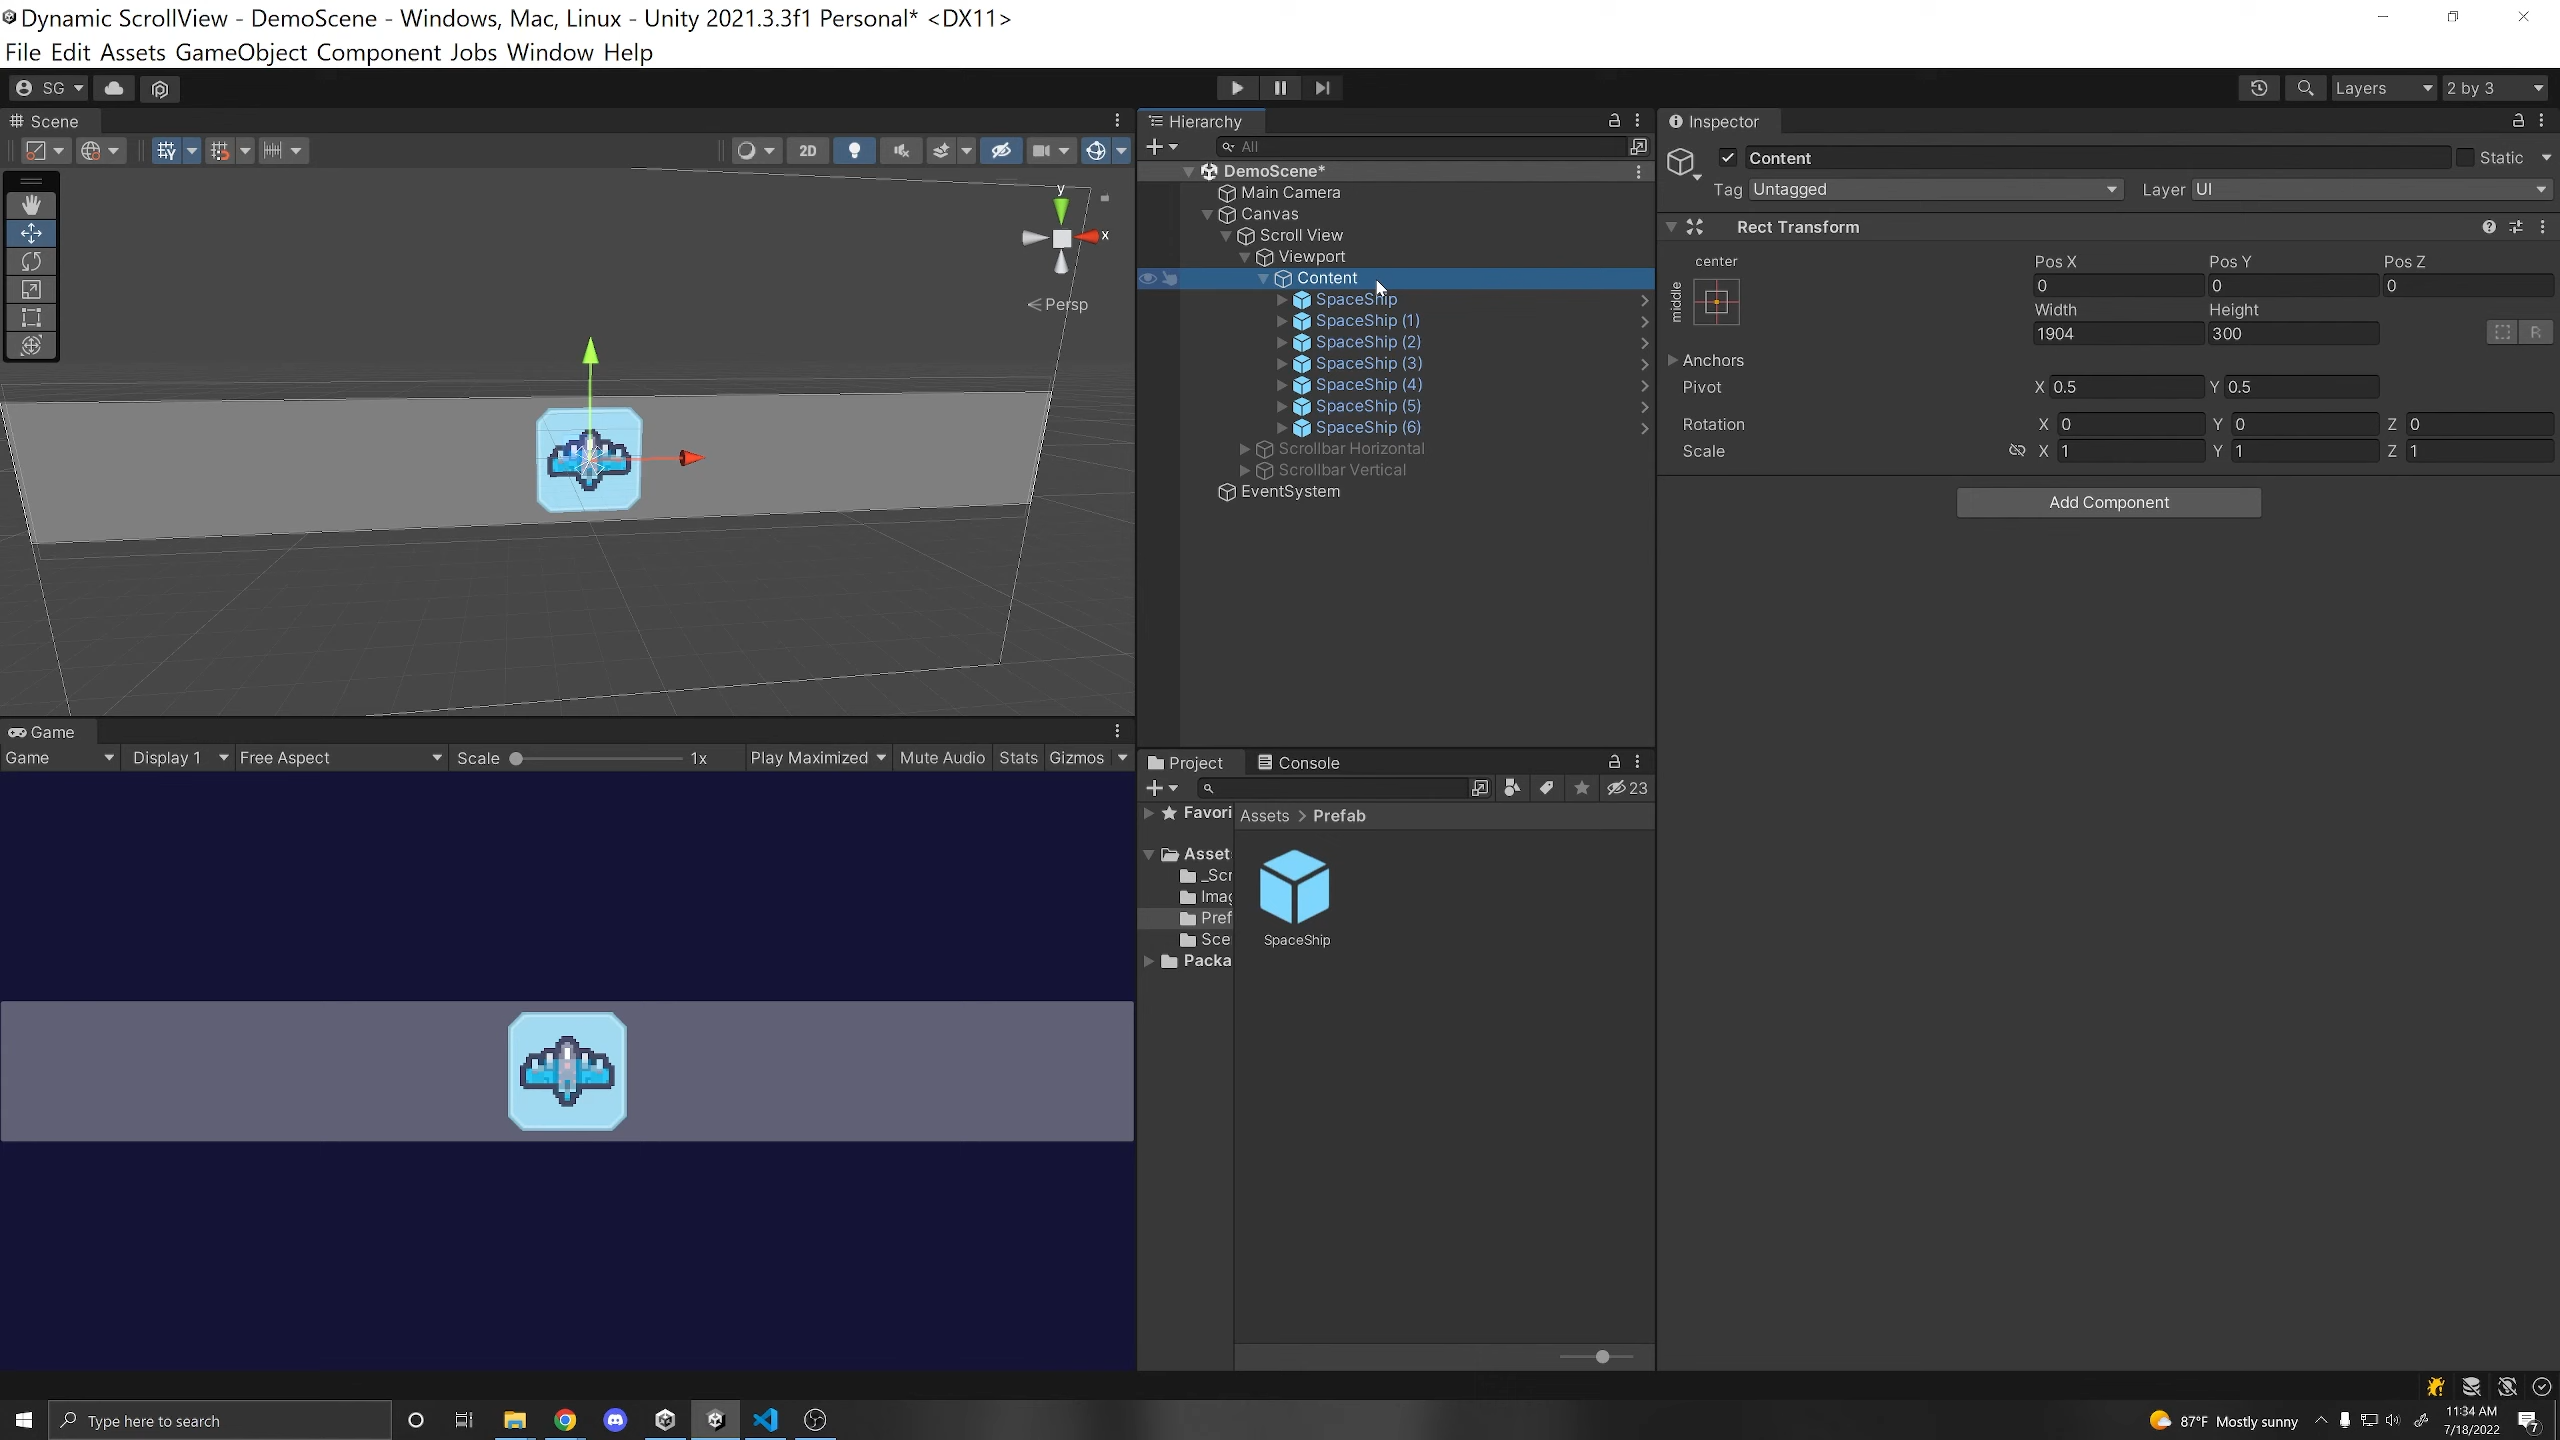 Dynamic ScrollView - DemoScene - Windows, Mac, Linux - Unity 2021.3.3f1 Personal* <DX11>
File Edit Assets GameObject Component Jobs Window Help
SG
Layers
2 by 3
Scene
2D
y
x
Persp
Hierarchy
All
DemoScene*
Main Camera
Canvas
Scroll View
Viewport
Content
SpaceShip
SpaceShip (1)
SpaceShip (2)
SpaceShip (3)
SpaceShip (4)
SpaceShip (5)
SpaceShip (6)
Scrollbar Horizontal
Scrollbar Vertical
EventSystem
Inspector
Content
Static
Tag Untagged
Layer UI
Rect Transform
center
middle
Pos X Pos Y Pos Z
0 0 0
Width Height
1904 300
R
Anchors
Pivot X 0.5 Y 0.5
Rotation X 0 Y 0 Z 0
Scale X 1 Y 1 Z 1
Add Component
Game
Game Display 1 Free Aspect Scale 1x Play Maximized Mute Audio Stats Gizmos
Project Console
23
Favori
Asset
_Scr
Imag
Pref
Sce
Packa
Assets > Prefab
SpaceShip
Type here to search
87°F Mostly sunny
11:34 AM
7/18/2022
7